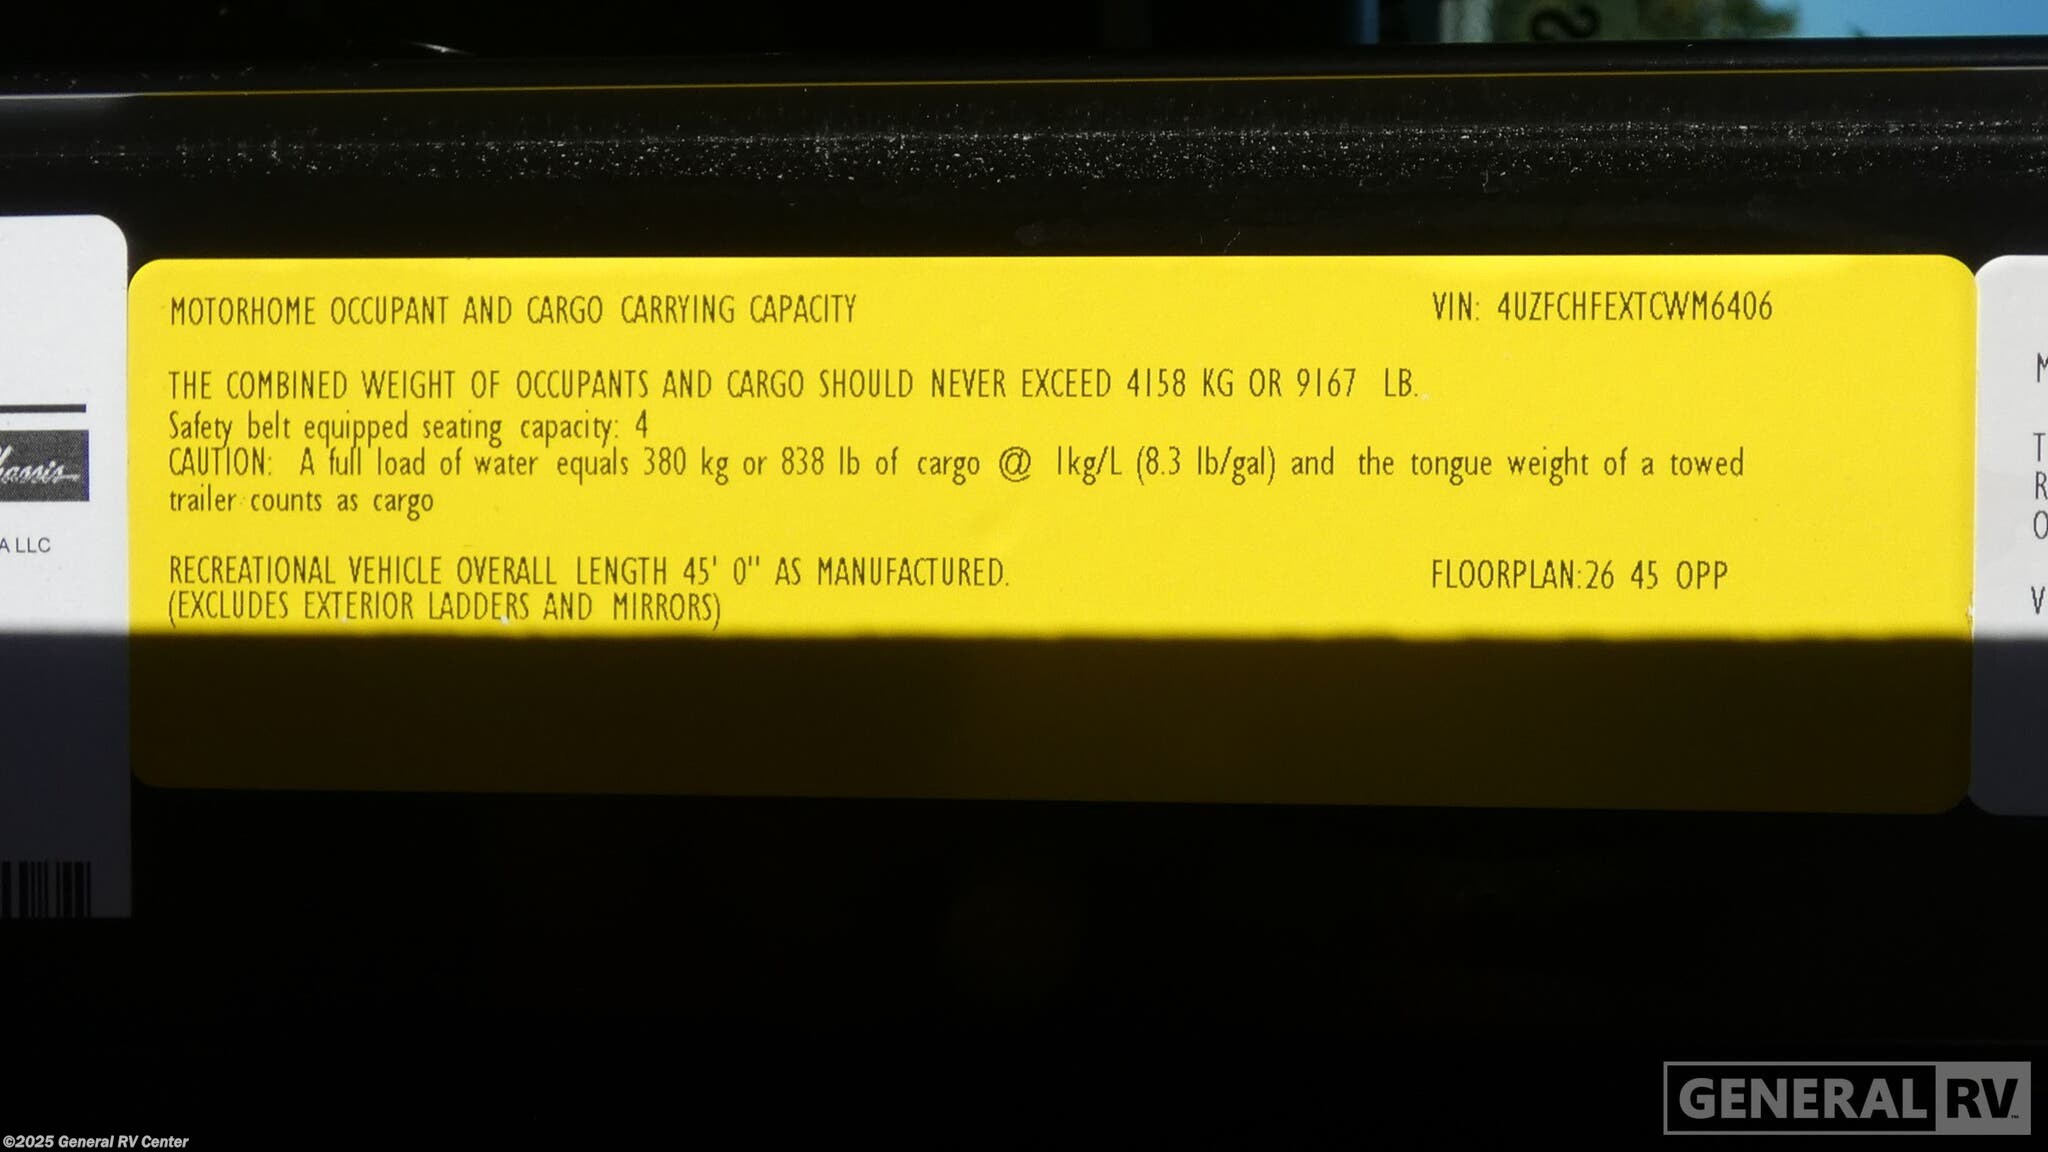 MOTORHOME OCCUPANT AND CARGO CARRYING CAPACITY
VIN: 4UZFCHFEXTCWM6406
THE COMBINED WEIGHT OF OCCUPANTS AND CARGO SHOULD NEVER EXCEED 4158 KG OR 9167 LB.
Safety belt equipped seating capacity: 4
CAUTION: A full load of water equals 380 kg or 838 lb of cargo @ 1kg/L (8.3 lb/gal) and the tongue weight of a towed
trailer counts as cargo
RECREATIONAL VEHICLE OVERALL LENGTH 45' 0" AS MANUFACTURED.
(EXCLUDES EXTERIOR LADDERS AND MIRRORS)
FLOORPLAN:26 45 OPP
LLC
GENERAL RV
©2025 General RV Center